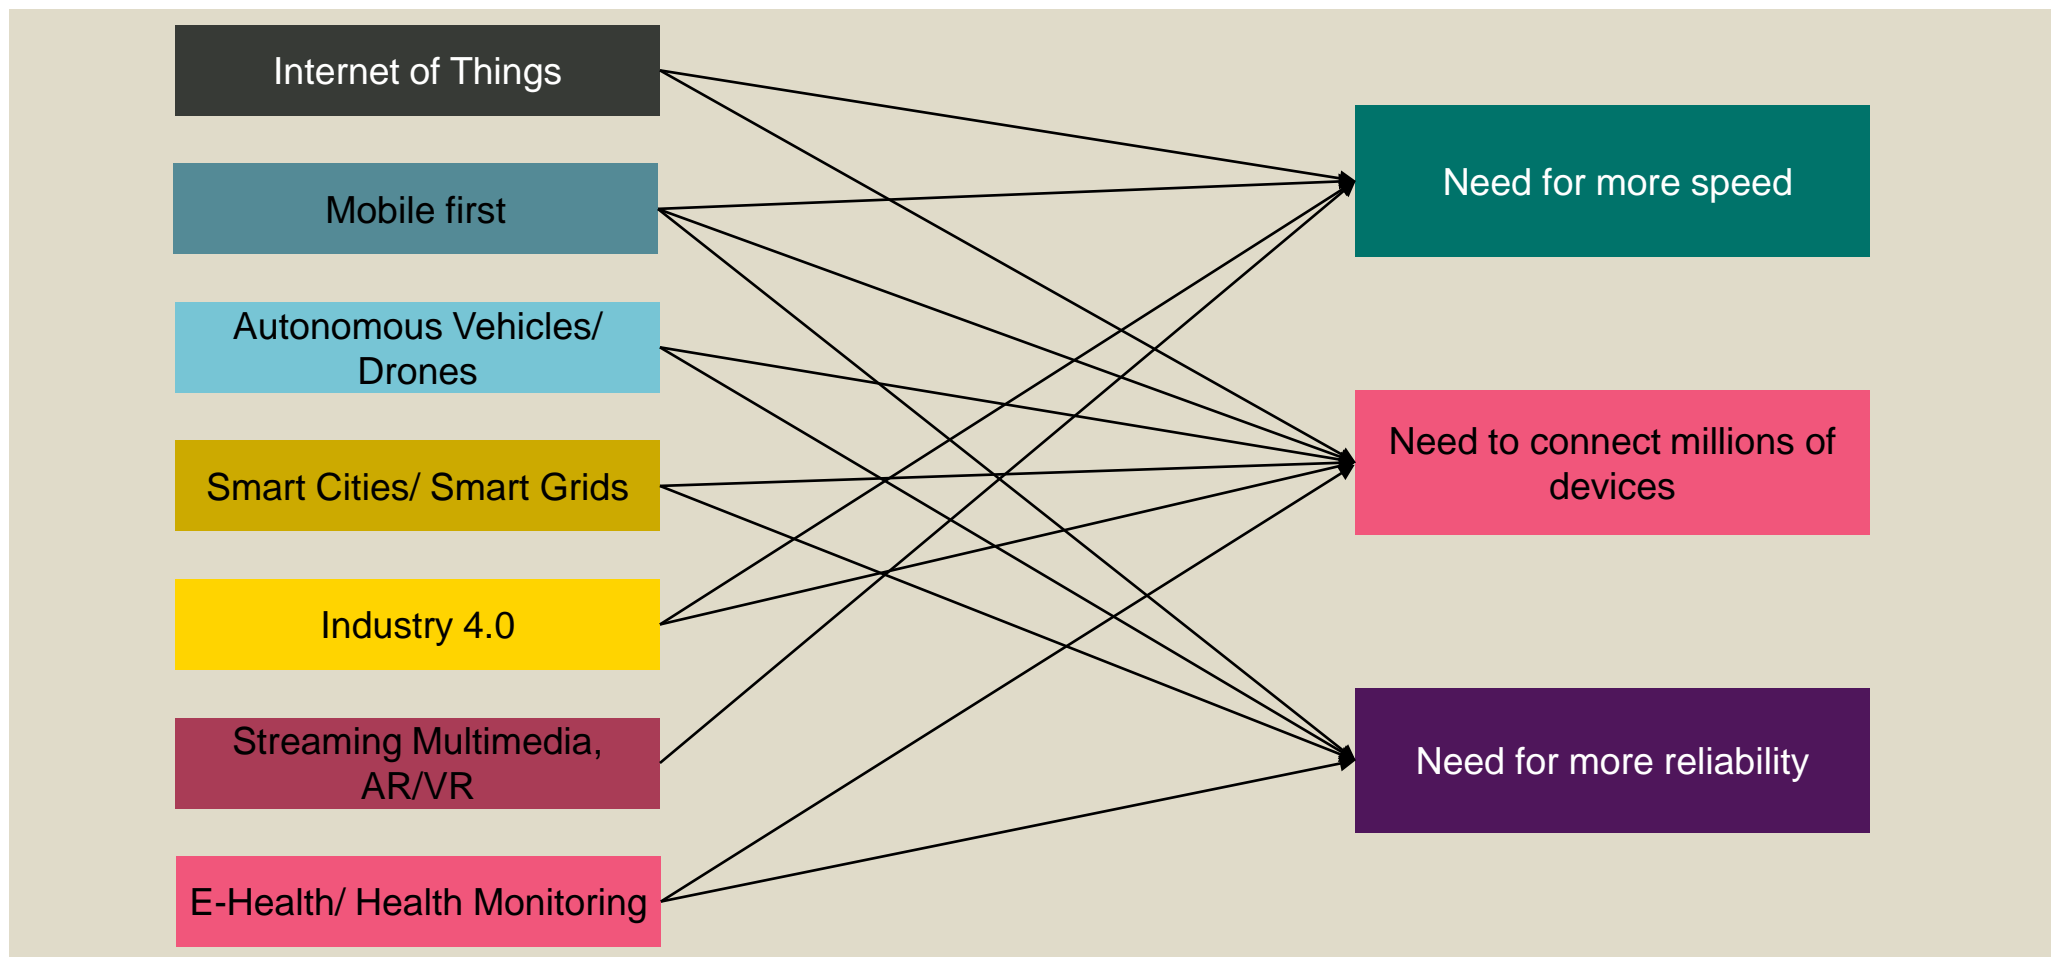 Internet of Things
Mobile first
Autonomous Vehicles/
Drones
Smart Cities/ Smart Grids
Industry 4.0
Streaming Multimedia,
AR/VR
E-Health/ Health Monitoring
Need for more speed
Need to connect millions of
devices
Need for more reliability